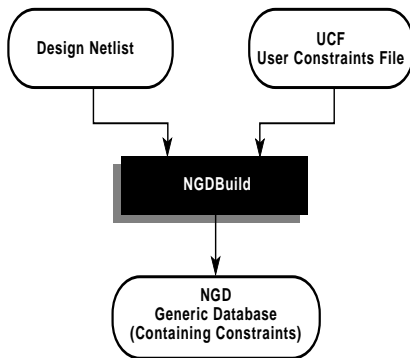 Design Netlist
UCF
User Constraints File
NGDBuild
NGD
Generic Database
(Containing Constraints)